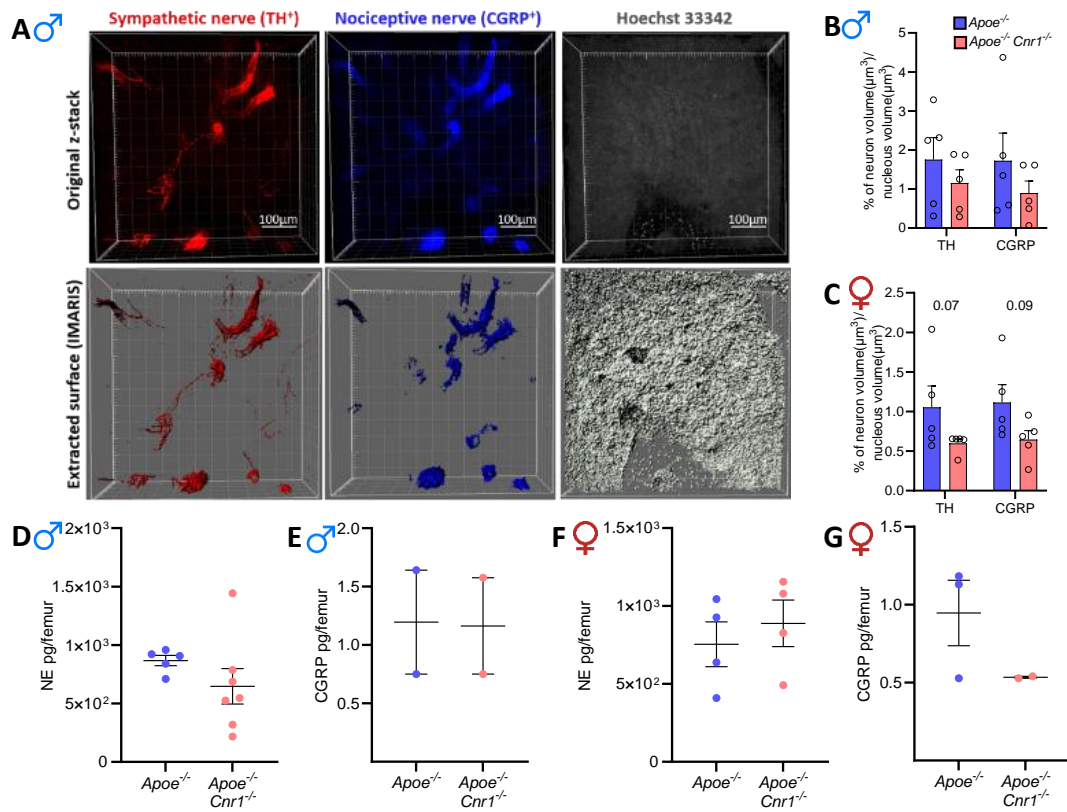 A♂
Sympathetic nerve (TH⁺)
Nociceptive nerve (CGRP⁺)
Hoechst 33342
Original z-stack
100µm
100µm
100µm
Extracted surface (IMARIS)
B♂
Apoe⁻/⁻
Apoe⁻/⁻ Cnr1⁻/⁻
% of neuron volume(µm³)/
nucleous volume(µm³)
5
4
3
2
1
0
TH
CGRP
C♀
% of neuron volume(µm³)/
nucleous volume(µm³)
2.5
2.0
1.5
1.0
0.5
0.0
0.07
0.09
TH
CGRP
D♂
NE pg/femur
2×10³
1.5×10³
1×10³
5×10²
0
Apoe⁻/⁻
Apoe⁻/⁻
Cnr1⁻/⁻
E♂
CGRP pg/femur
2.0
1.5
1.0
0.5
Apoe⁻/⁻
Apoe⁻/⁻
Cnr1⁻/⁻
F♀
NE pg/femur
1.5×10³
1×10³
5×10²
0
Apoe⁻/⁻
Apoe⁻/⁻
Cnr1⁻/⁻
G♀
CGRP pg/femur
1.5
1.0
0.5
0
Apoe⁻/⁻
Apoe⁻/⁻
Cnr1⁻/⁻